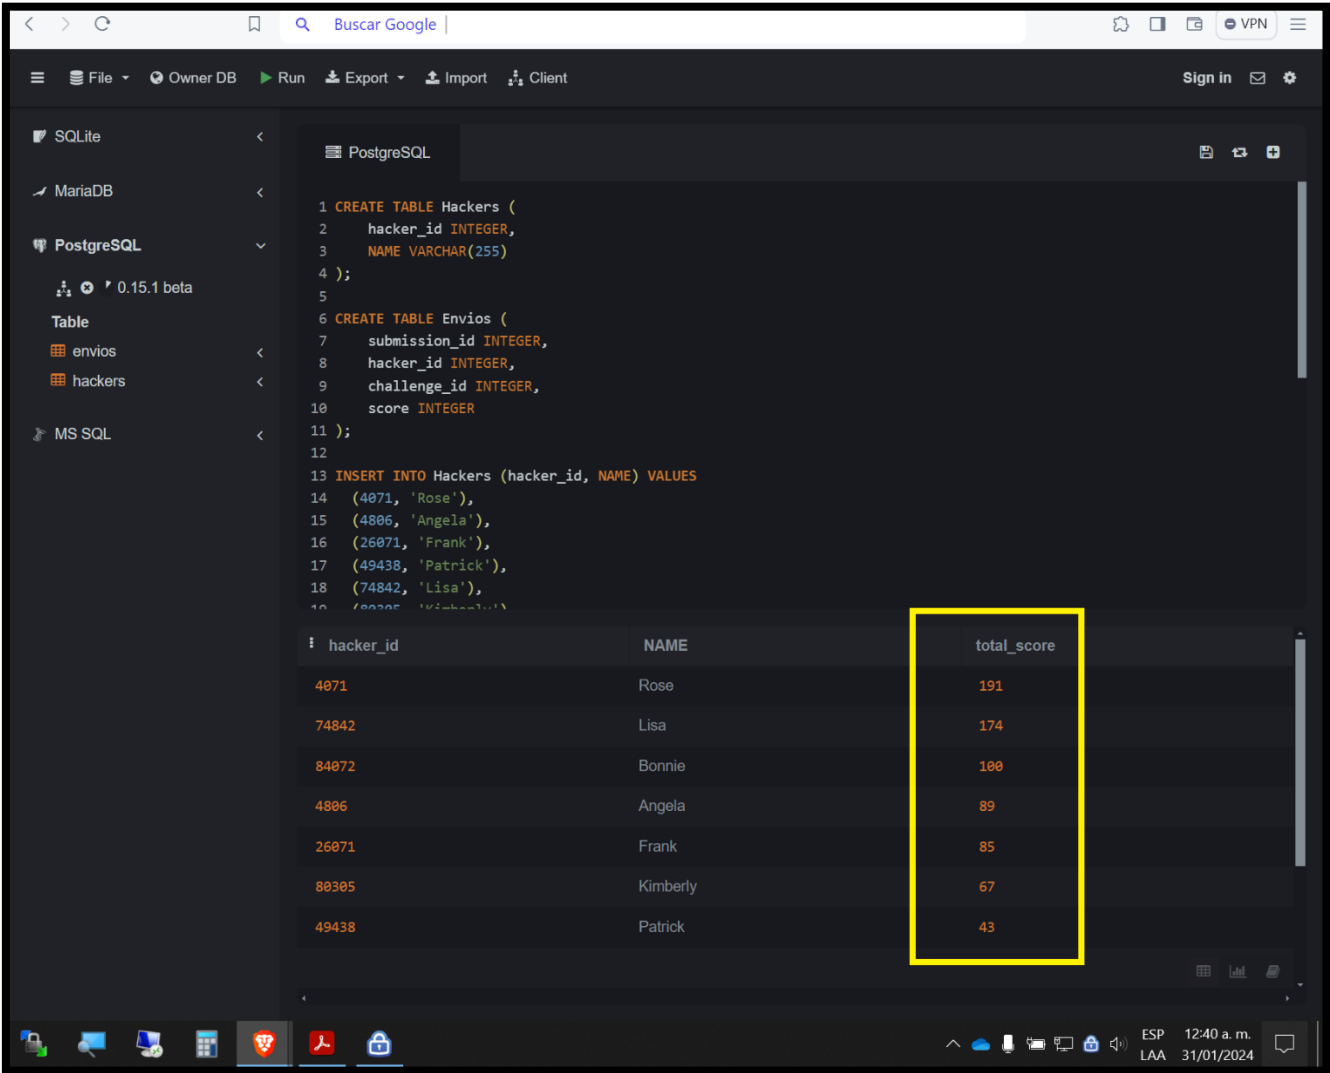 Buscar Google
VPN
File
Owner DB
Run
Export
Import
Client
Sign in
SQLite
MariaDB
PostgreSQL
0.15.1 beta
Table
envios
hackers
MS SQL
PostgreSQL
1 CREATE TABLE Hackers (
2 hacker_id INTEGER,
3 NAME VARCHAR(255)
4 );
5
6 CREATE TABLE Envios (
7 submission_id INTEGER,
8 hacker_id INTEGER,
9 challenge_id INTEGER,
10 score INTEGER
11 );
12
13 INSERT INTO Hackers (hacker_id, NAME) VALUES
14 (4071, 'Rose'),
15 (4806, 'Angela'),
16 (26071, 'Frank'),
17 (49438, 'Patrick'),
18 (74842, 'Lisa'),
19 (80305, 'Kimberly')
hacker_id NAME total_score
4071 Rose 191
74842 Lisa 174
84072 Bonnie 100
4806 Angela 89
26071 Frank 85
80305 Kimberly 67
49438 Patrick 43
ESP
LAA
12:40 a. m.
31/01/2024